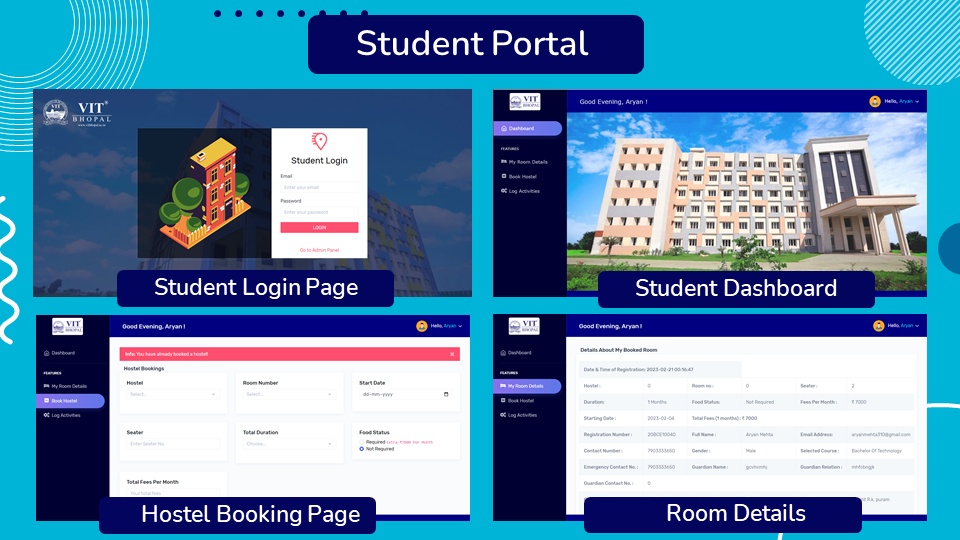 Student Portal
VIT
BHOPAL
www.vitbhopal.ac.in
Student Login
Email
Enter your email
Password
Enter your password
LOGIN
Go to Admin Panel
Student Login Page
VIT
BHOPAL
Good Evening, Aryan !
Hello, Aryan
Dashboard
FEATURES
My Room Details
Book Hostel
Log Activities
Student Dashboard
VIT
BHOPAL
Good Evening, Aryan !
Hello, Aryan
Dashboard
FEATURES
My Room Details
Book Hostel
Log Activities
Info: You have already booked a hostel!
Hostel Bookings
Hostel
Select...
Room Number
Select...
Start Date
dd-mm-yyyy
Seater
Enter Seater No.
Total Duration
Choose...
Food Status
Required Extra ₹3000 Per Month
Not Required
Total Fees Per Month
Your total fees
Hostel Booking Page
VIT
BHOPAL
Good Evening, Aryan !
Hello, Aryan
Dashboard
FEATURES
My Room Details
Book Hostel
Log Activities
Details About My Booked Room
Date & Time of Registration: 2023-02-21 00:16:47
Hostel : 0 Room no : 0 Seater : 2
Duration: 1 Months Food Status: Not Required Fees Per Month : ₹ 7000
Starting Date : 2023-02-04 Total Fees (1 months) : ₹ 7000
Registration Number : 20BCE10040 Full Name : Aryan Mehta Email Address: aryanmehta310@gmail.com
Contact Number : 7903333650 Gender : Male Selected Course : Bachelor Of Technology
Emergency Contact No. : 7903333650 Guardian Name : Guardian Relation :
Guardian Contact No. : 0
puram
Room Details